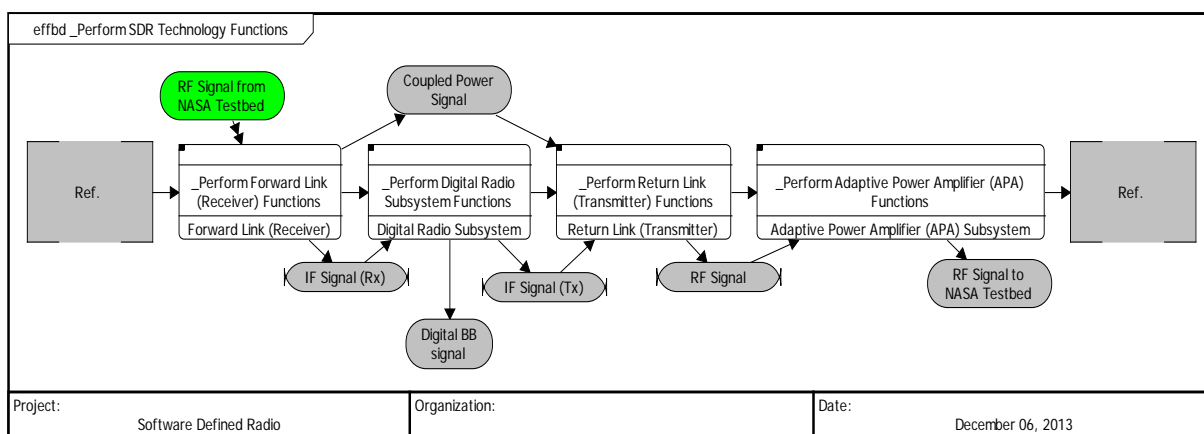 effbd _Perform SDR Technology Functions
RF Signal from
NASA Testbed
Coupled Power
Signal
Ref.
_Perform Forward Link
(Receiver) Functions
Forward Link (Receiver)
_Perform Digital Radio
Subsystem Functions
Digital Radio Subsystem
_Perform Return Link
(Transmitter) Functions
Return Link (Transmitter)
_Perform Adaptive Power Amplifier (APA)
Functions
Adaptive Power Amplifier (APA) Subsystem
Ref.
IF Signal (Rx)
IF Signal (Tx)
RF Signal
RF Signal to
NASA Testbed
Digital BB
signal
Project:
Software Defined Radio
Organization:
Date:
December 06, 2013